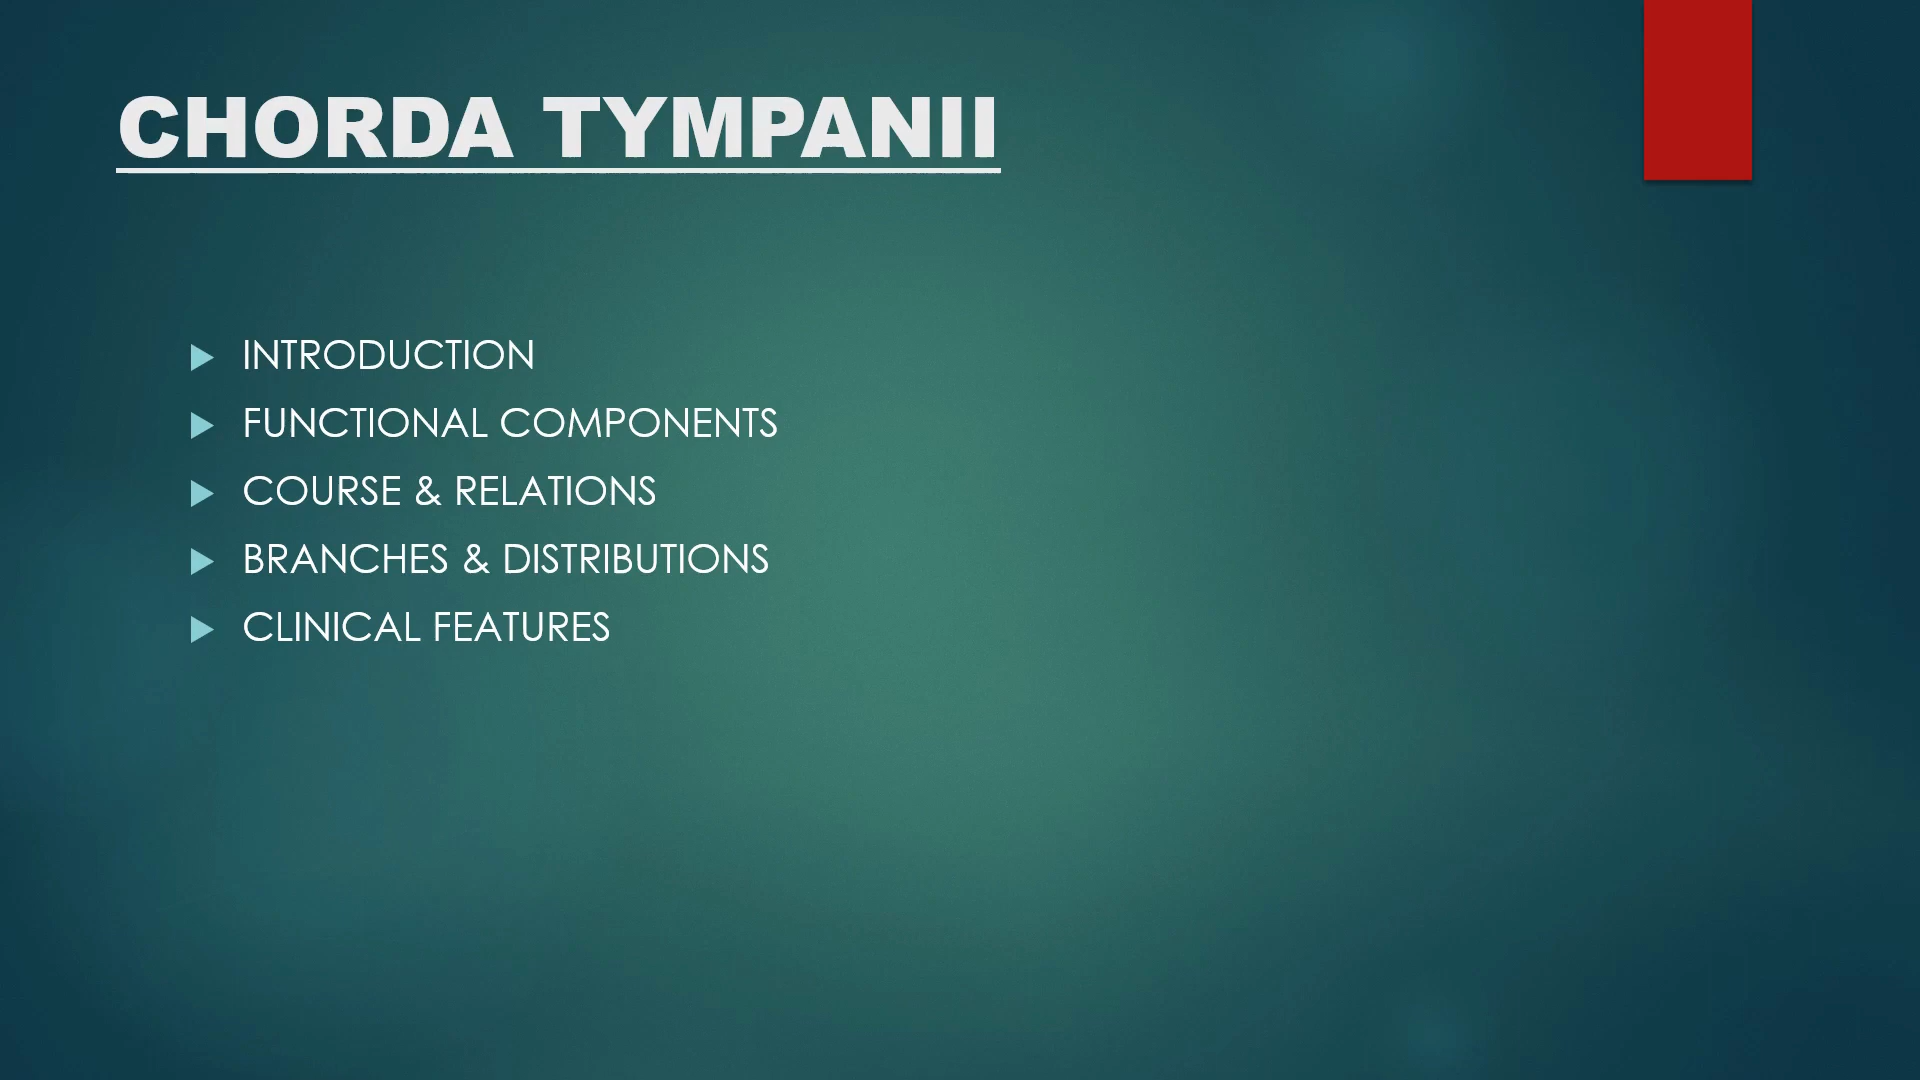 CHORDA TYMPANII
INTRODUCTION
FUNCTIONAL COMPONENTS
COURSE & RELATIONS
BRANCHES & DISTRIBUTIONS
CLINICAL FEATURES